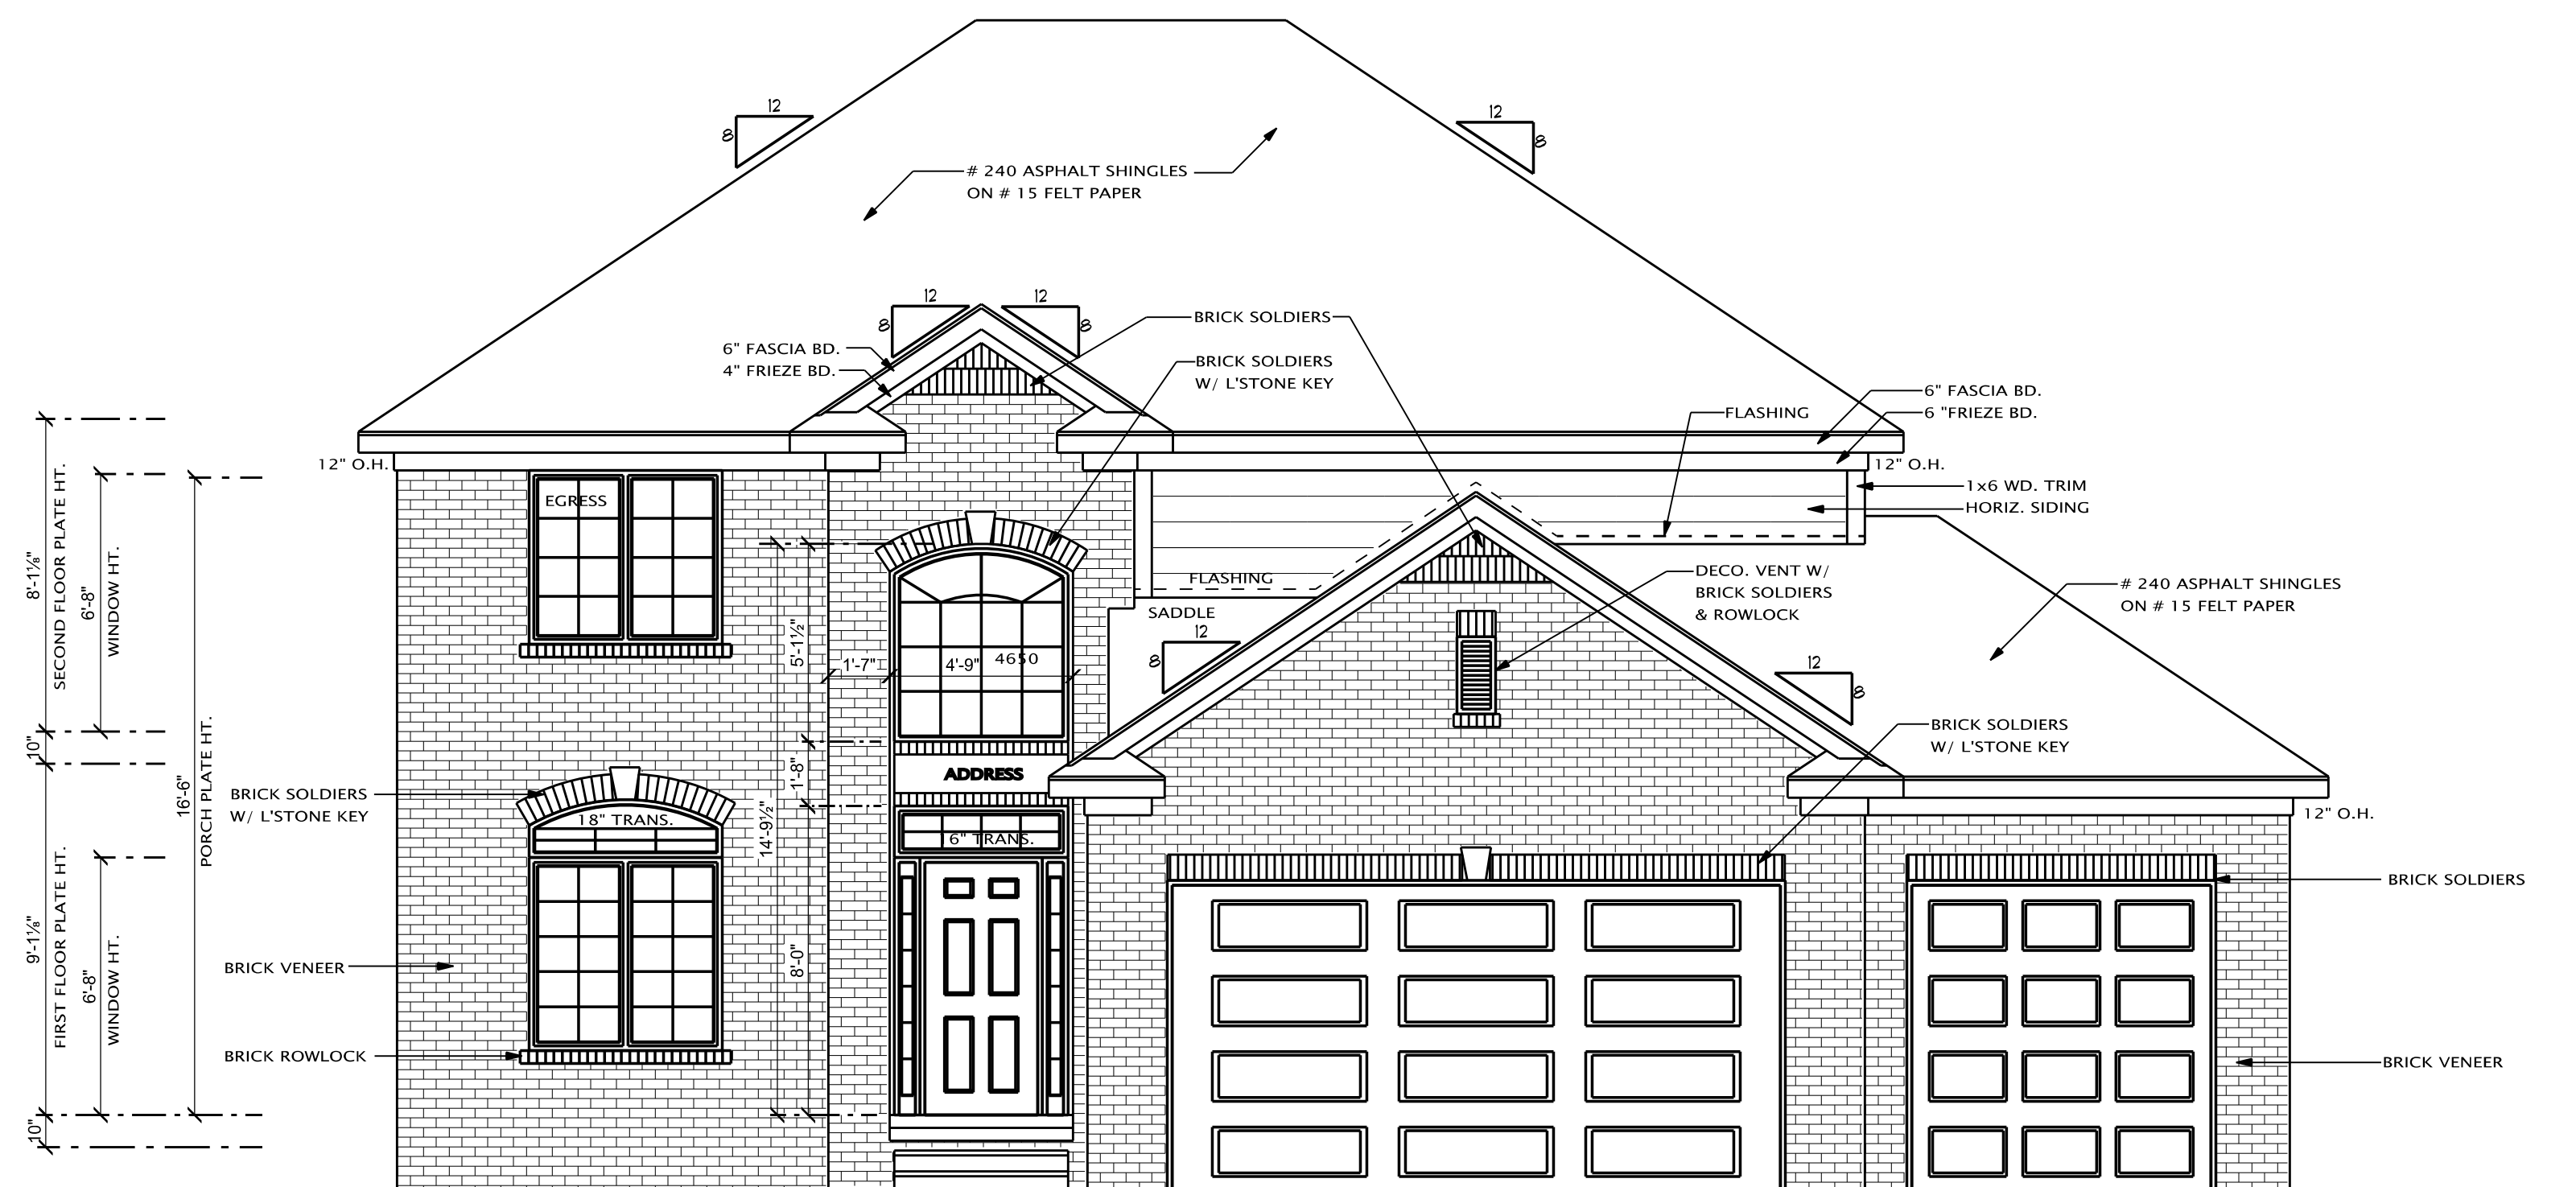 12
8
12
8
# 240 ASPHALT SHINGLES
ON # 15 FELT PAPER
12
8
12
8
BRICK SOLDIERS
6" FASCIA BD.
4" FRIEZE BD.
BRICK SOLDIERS
W/ L'STONE KEY
6" FASCIA BD.
6 "FRIEZE BD.
FLASHING
12" O.H.
12" O.H.
1x6 WD. TRIM
HORIZ. SIDING
EGRESS
8'-1⅛"
SECOND FLOOR PLATE HT.
6'-8"
WINDOW HT.
FLASHING
SADDLE
DECO. VENT W/
BRICK SOLDIERS
& ROWLOCK
# 240 ASPHALT SHINGLES
ON # 15 FELT PAPER
12
8
12
8
5'-1½"
1'-7"
4'-9"
4650
10"
16'-6"
PORCH PLATE HT.
1'-8"
ADDRESS
BRICK SOLDIERS
W/ L'STONE KEY
BRICK SOLDIERS
W/ L'STONE KEY
18" TRANS.
14'-9½"
6" TRANS.
12" O.H.
BRICK SOLDIERS
9'-1⅛"
FIRST FLOOR PLATE HT.
6'-8"
WINDOW HT.
8'-0"
BRICK VENEER
BRICK ROWLOCK
BRICK VENEER
10"